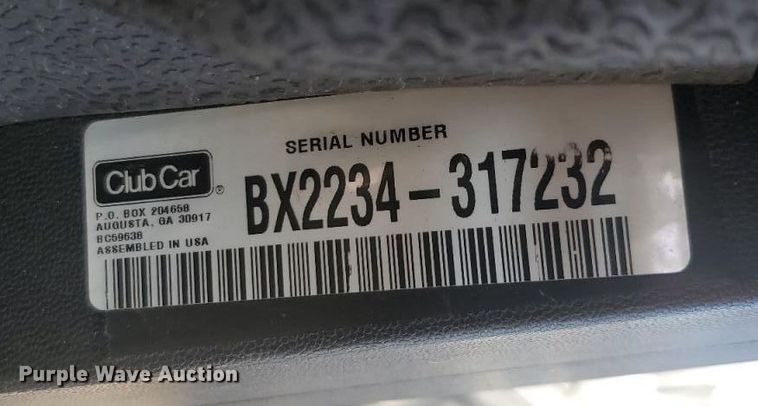 SERIAL NUMBER
Club Car®
BX2234-317232
P.O. BOX 204658
AUGUSTA, GA 30917
BC59638
ASSEMBLED IN USA
Purple Wave Auction